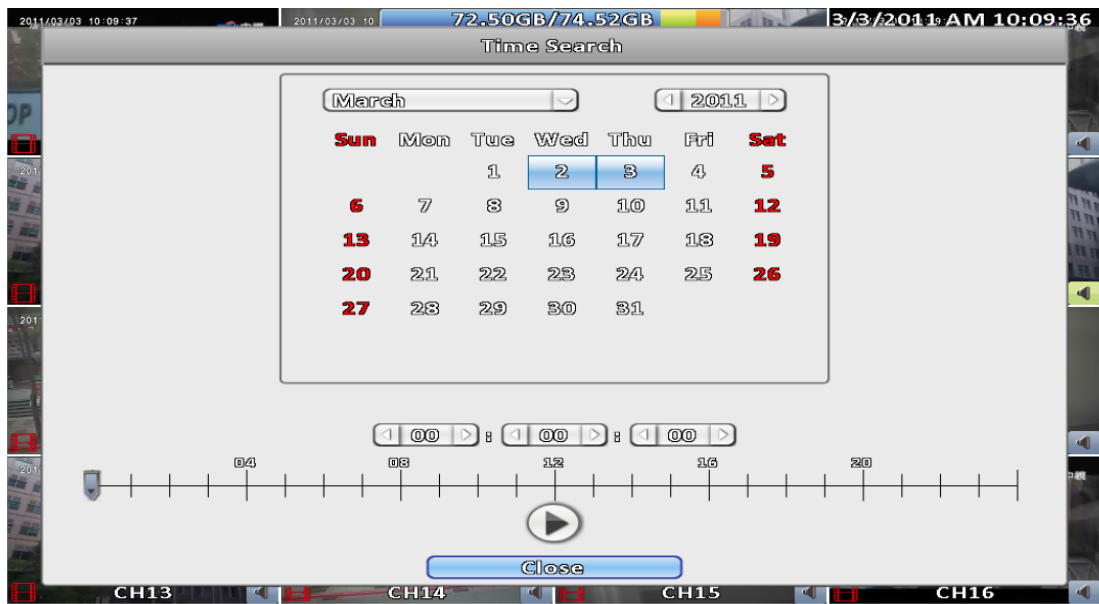 2011/03/03 10:09:37
2011/03/03 10
72.50GB/74.52GB
3/3/2011 AM 10:09:36
Time Search
March
2011
Sun Mon Tue Wed Thu Fri Sat
1 2 3 4 5
6 7 8 9 10 11 12
13 14 15 16 17 18 19
20 21 22 23 24 25 26
27 28 29 30 31
00 : 00 : 00
04 08 12 16 20
Close
CH13 CH14 CH15 CH16